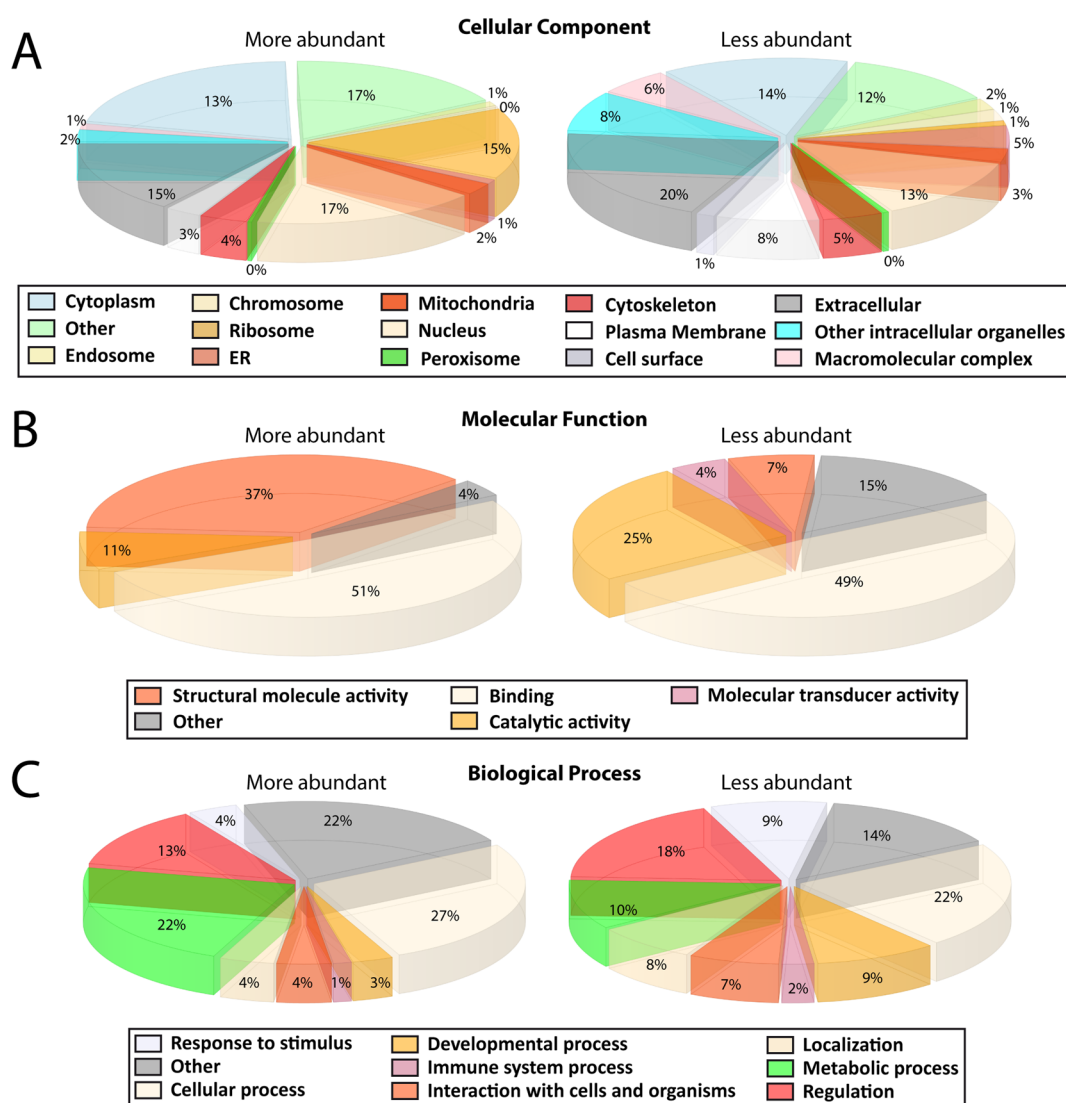 A
Cellular Component
More abundant
Less abundant
13%
17%
1%
0%
15%
1%
2%
17%
0%
4%
3%
15%
2%
1%
14%
12%
2%
1%
1%
5%
3%
13%
0%
5%
8%
1%
20%
8%
6%
Cytoplasm
Other
Endosome
Chromosome
Ribosome
ER
Mitochondria
Nucleus
Peroxisome
Cytoskeleton
Plasma Membrane
Cell surface
Extracellular
Other intracellular organelles
Macromolecular complex
B
Molecular Function
More abundant
Less abundant
37%
4%
51%
11%
4%
7%
15%
49%
25%
Structural molecule activity
Other
Binding
Catalytic activity
Molecular transducer activity
C
Biological Process
More abundant
Less abundant
4%
22%
27%
3%
1%
4%
4%
22%
13%
9%
14%
22%
9%
2%
7%
8%
10%
18%
Response to stimulus
Other
Cellular process
Developmental process
Immune system process
Interaction with cells and organisms
Localization
Metabolic process
Regulation